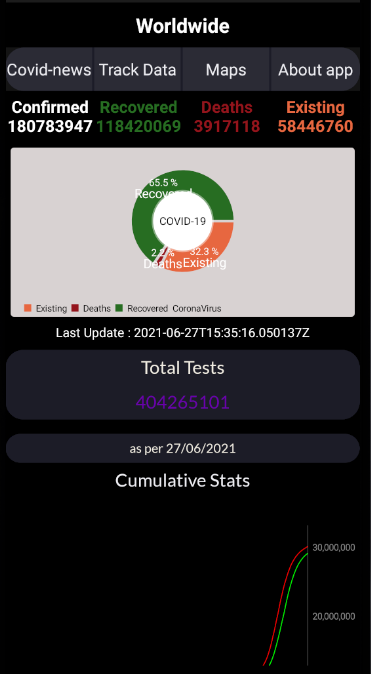 Worldwide
Covid-news Track Data Maps About app
Confirmed Recovered Deaths Existing
180783947 118420069 3917118 58446760
65.5 %
Recovered
COVID-19
2.2 % 32.3 %
Deaths Existing
Existing Deaths Recovered CoronaVirus
Last Update : 2021-06-27T15:35:16.050137Z
Total Tests
404265101
as per 27/06/2021
Cumulative Stats
30,000,000
20,000,000